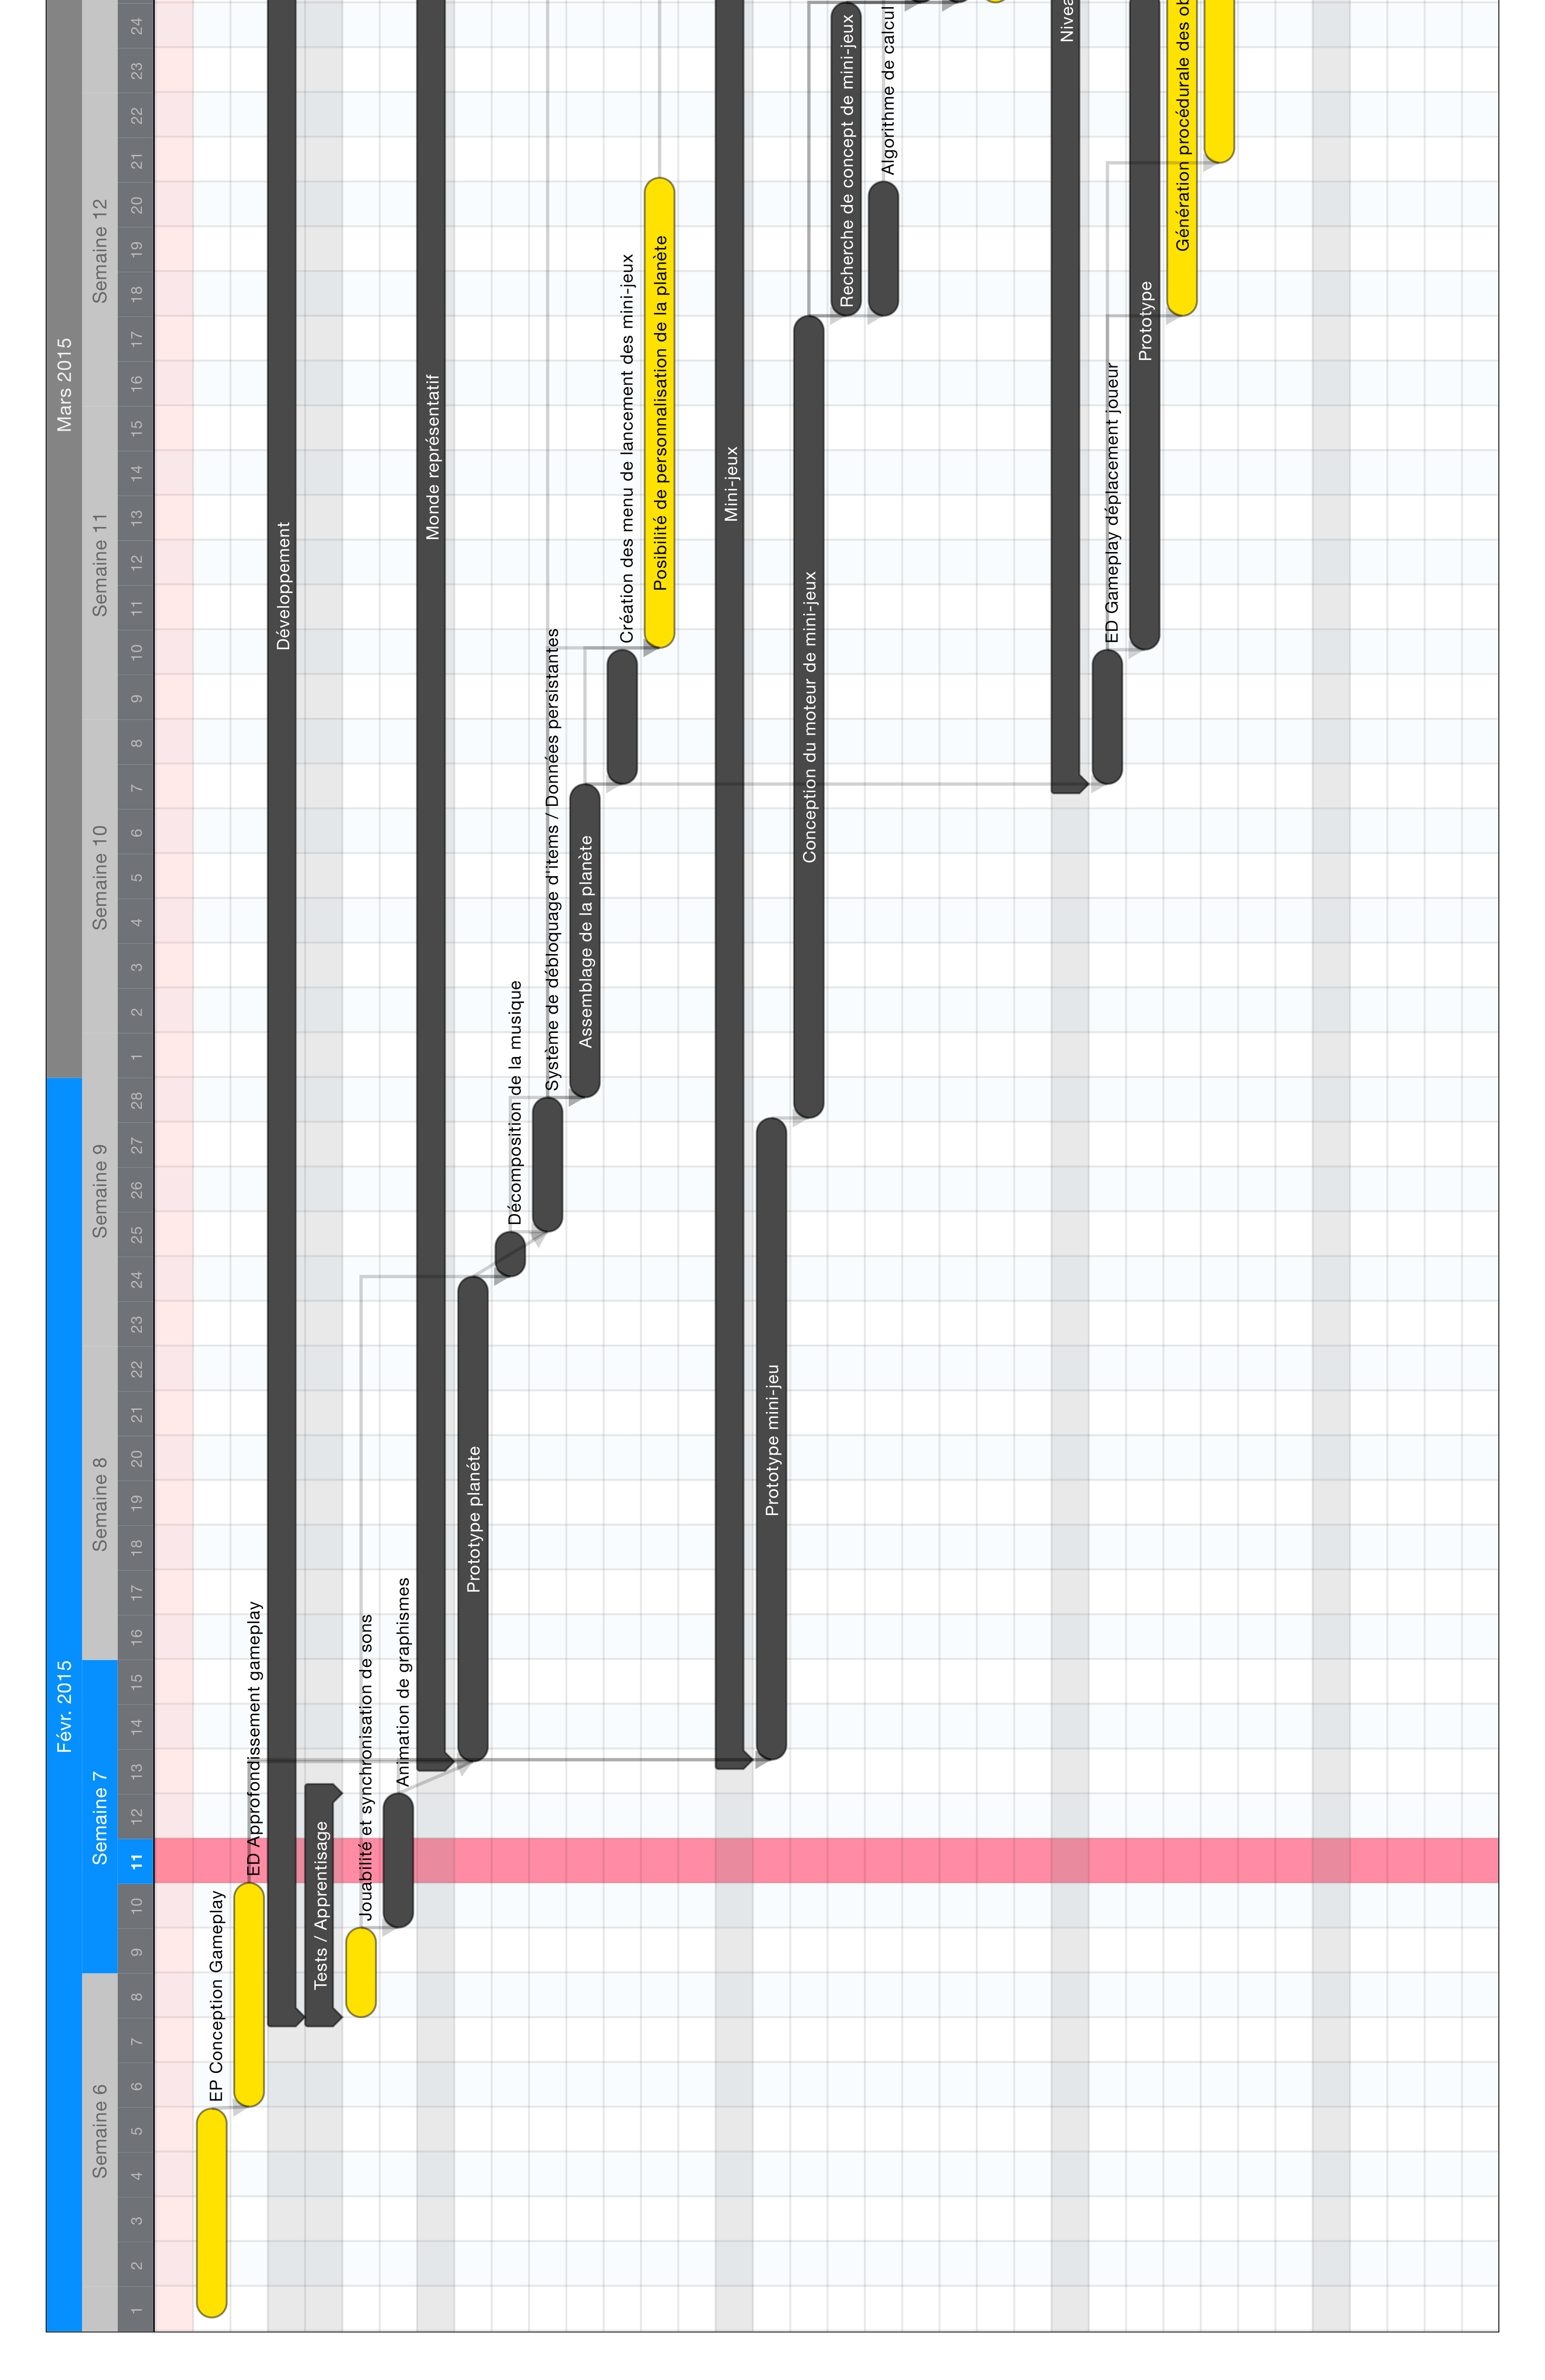 Févr. 2015
Mars 2015
Semaine 6
Semaine 7
Semaine 8
Semaine 9
Semaine 10
Semaine 11
Semaine 12
1 2 3 4 5 6 7 8 9 10 11 12 13 14 15 16 17 18 19 20 21 22 23 24 25 26 27 28 1 2 3 4 5 6 7 8 9 10 11 12 13 14 15 16 17 18 19 20 21 22 23 24
EP Conception Gameplay
ED Approfondissement gameplay
Développement
Tests / Apprentisage
Jouabilité et synchronisation de sons
Animation de graphismes
Monde représentatif
Prototype planéte
Décomposition de la musique
Système de débloquage d'items / Données persistantes
Assemblage de la planète
Création des menu de lancement des mini-jeux
Posibilité de personnalisation de la planète
Mini-jeux
Prototype mini-jeu
Conception du moteur de mini-jeux
Recherche de concept de mini-jeux
Algorithme de calcul
Nivea
ED Gameplay déplacement joueur
Prototype
Génération procédurale des ob